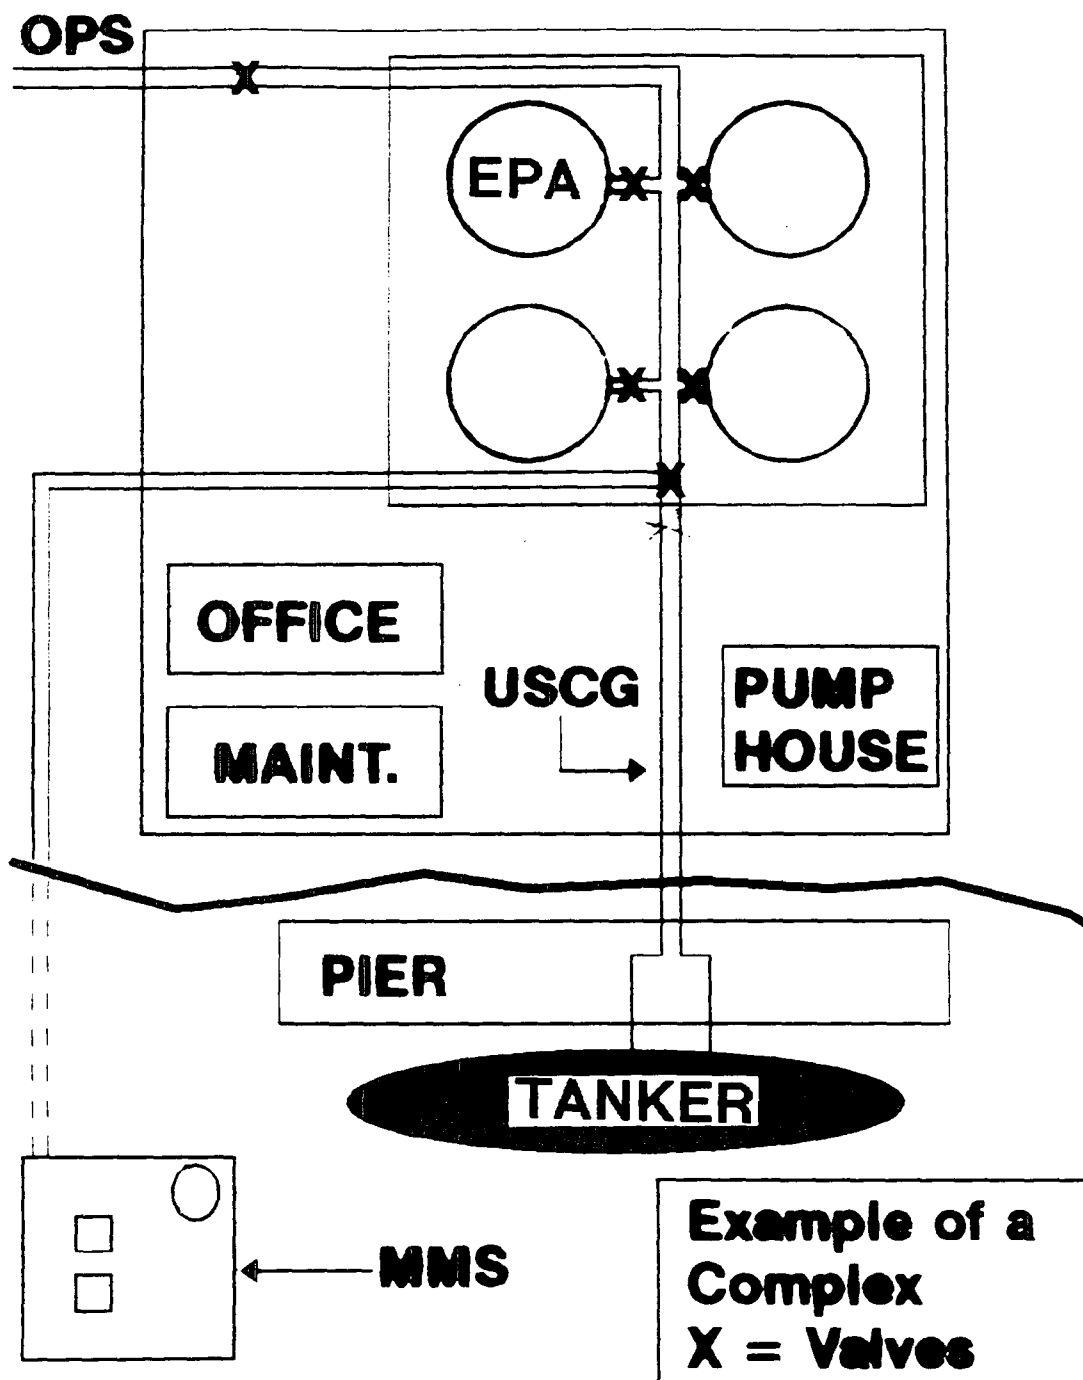 OPS
EPA
OFFICE
USCG
PUMP
HOUSE
MAINT.
PIER
TANKER
MMS
Example of a
Complex
X = Valves